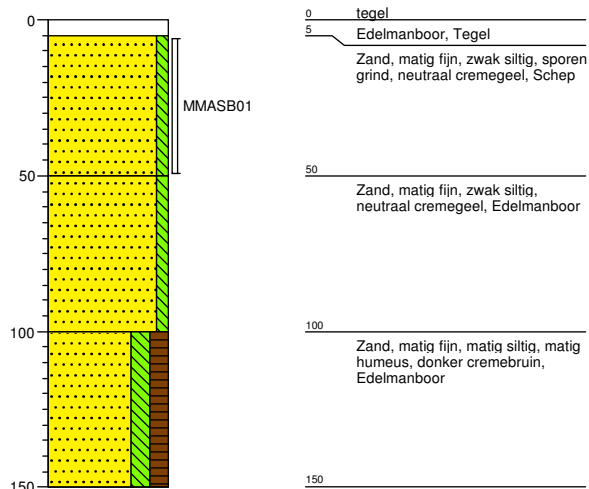 0
50
100
150
MMASB01
0
tegel
5
Edelmanboor, Tegel
Zand, matig fijn, zwak siltig, sporen
grind, neutraal cremegeel, Schep
50
Zand, matig fijn, zwak siltig,
neutraal cremegeel, Edelmanboor
100
Zand, matig fijn, matig siltig, matig
humeus, donker cremebruin,
Edelmanboor
150